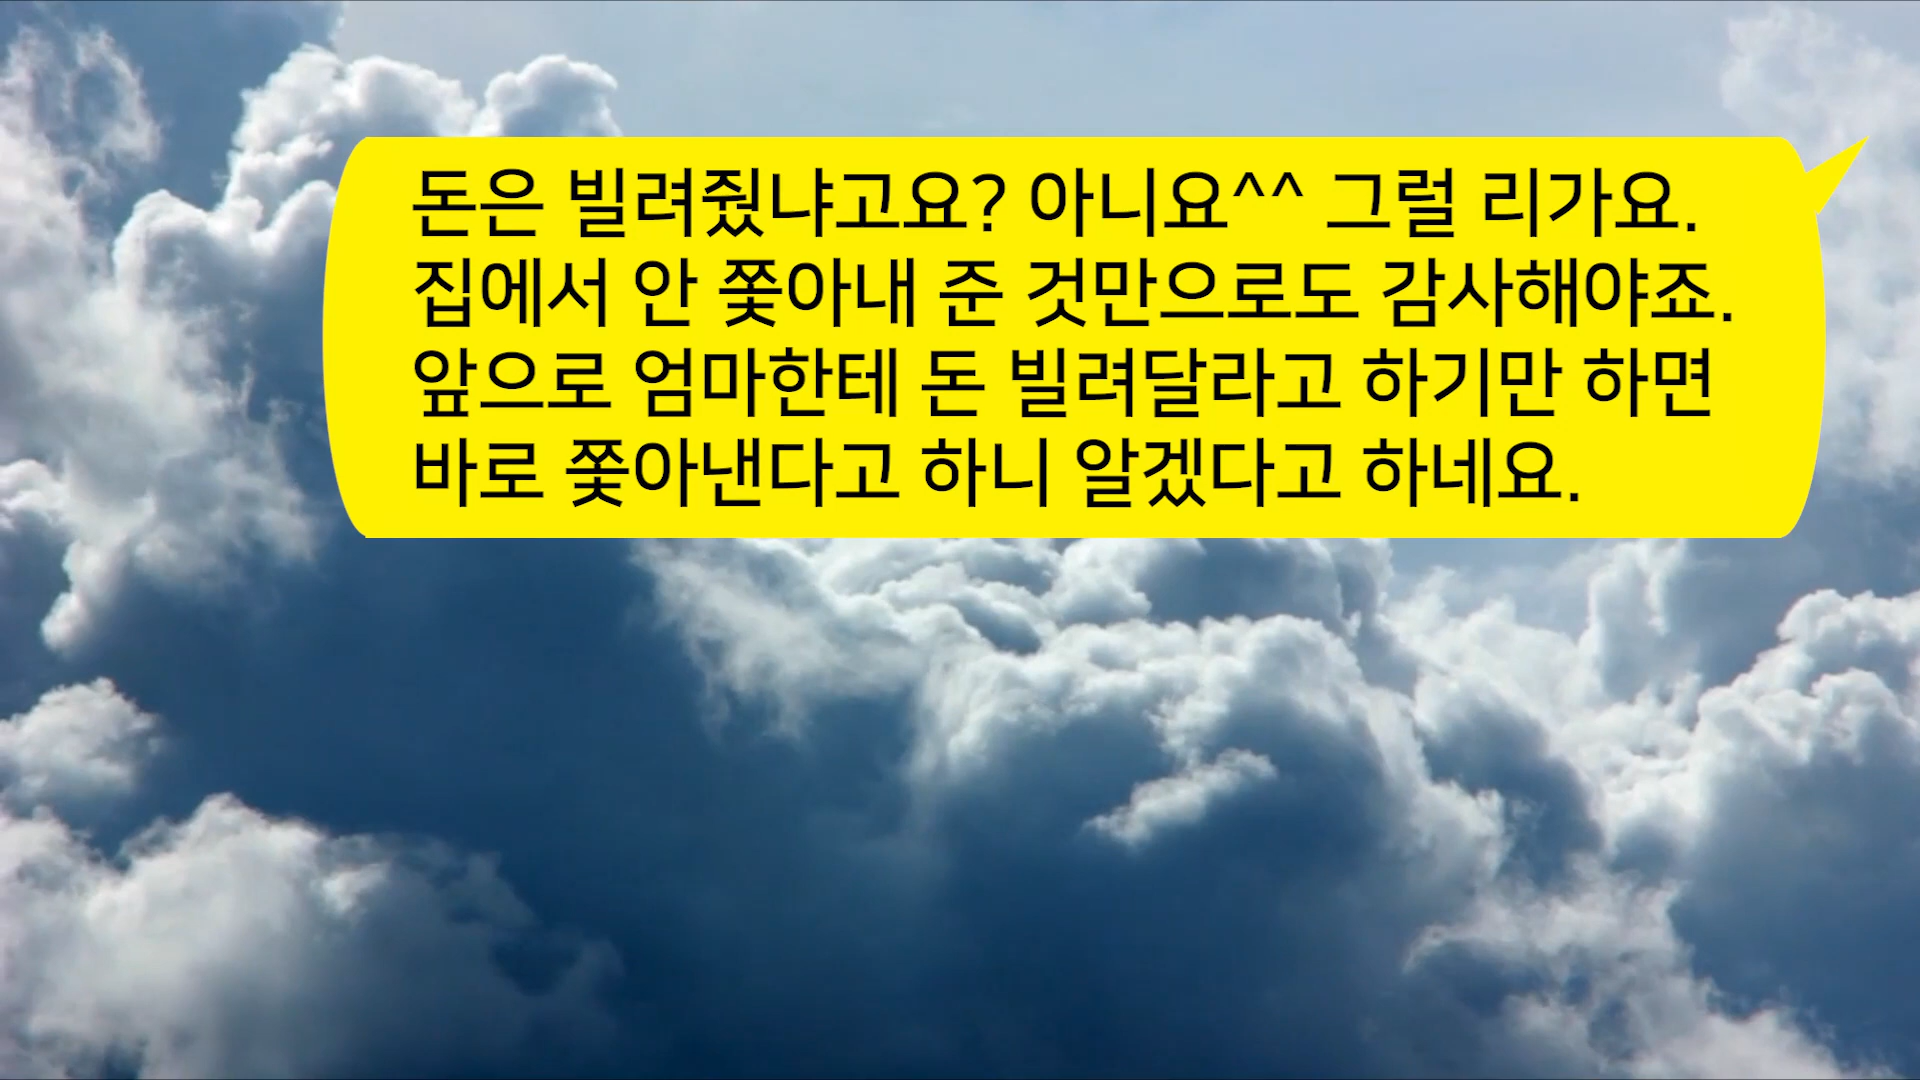 돈은 빌려줬냐고요? 아니요^^ 그럴 리가요.
집에서 안 쫓아내 준 것만으로도 감사해야죠.
앞으로 엄마한테 돈 빌려달라고 하기만 하면
바로 쫓아낸다고 하니 알겠다고 하네요.